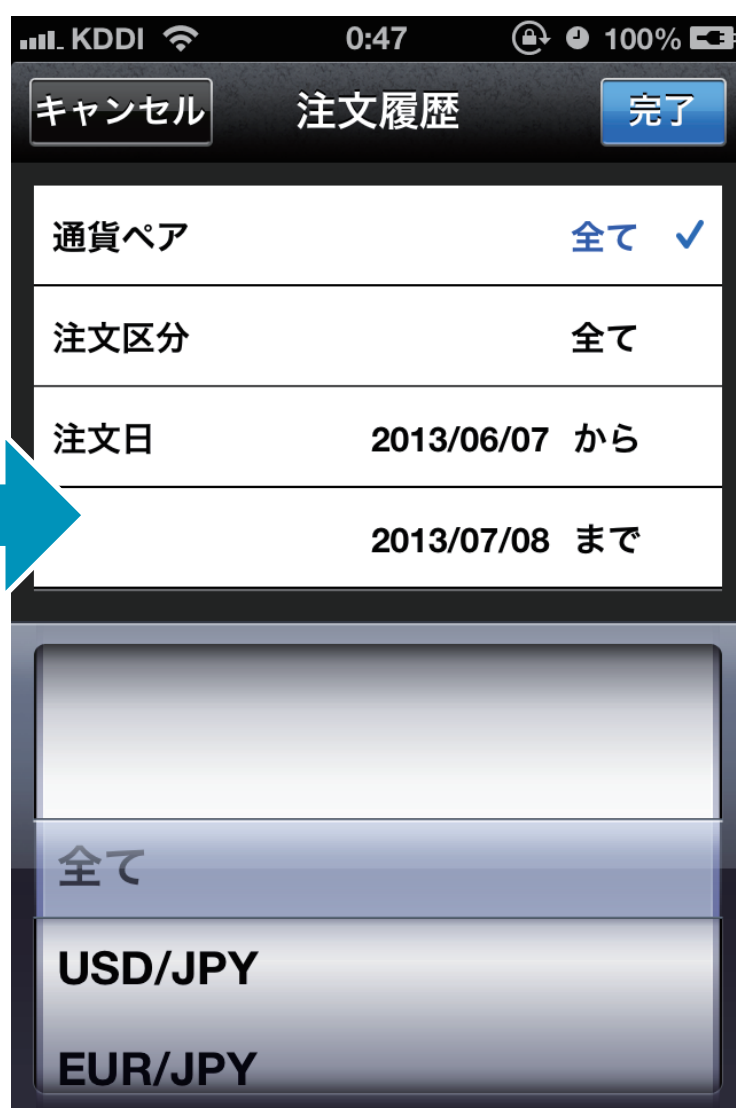 KDDI 0:47 100%
キャンセル 注文履歴 完了
通貨ペア 全て
注文区分 全て
注文日 2013/06/07 から
2013/07/08 まで
全て
USD/JPY
EUR/JPY